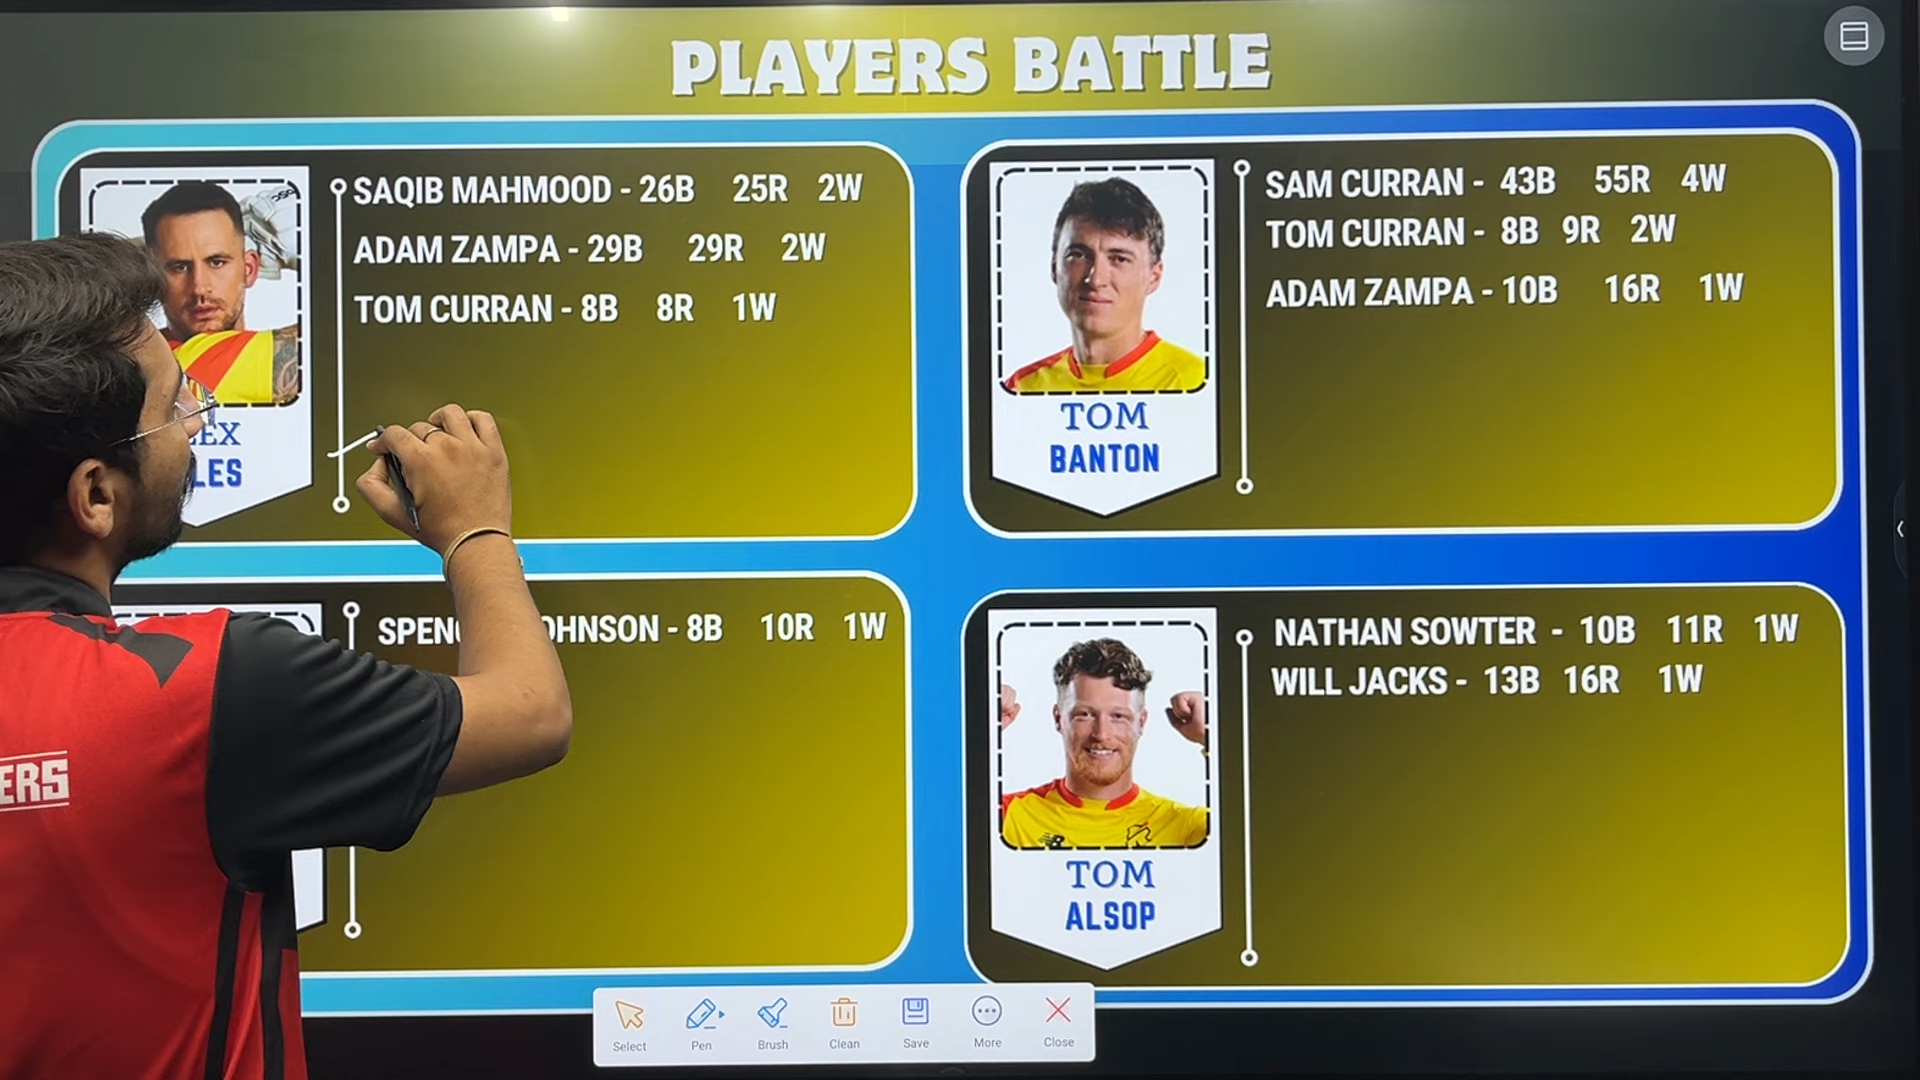 PLAYERS BATTLE
SAQIB MAHMOOD - 26B 25R 2W
ADAM ZAMPA - 29B 29R 2W
TOM CURRAN - 8B 8R 1W
EX
LES
SAM CURRAN - 43B 55R 4W
TOM CURRAN - 8B 9R 2W
ADAM ZAMPA - 10B 16R 1W
TOM
BANTON
SPENC OHNSON - 8B 10R 1W
NATHAN SOWTER - 10B 11R 1W
WILL JACKS - 13B 16R 1W
TOM
ALSOP
ERS
Select Pen Brush Clean Save More Close